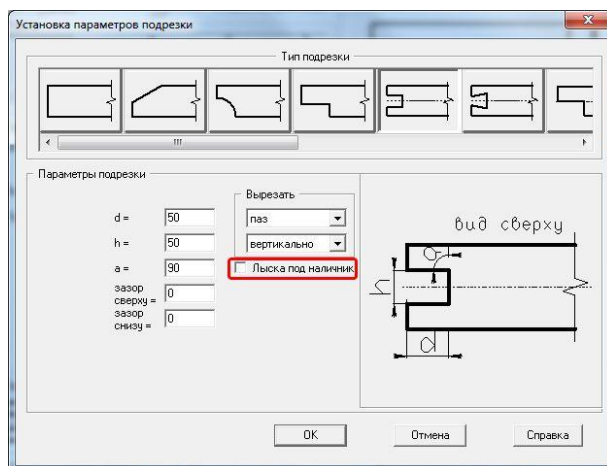 Установка параметров подрезки
Тип подрезки
Параметры подрезки
d = 50
h = 50
a = 90
зазор
сверху = 0
зазор
снизу = 0
Вырезать
паз
вертикально
Лыска под наличник
вид сверху
a
h
d
OK
Отмена
Справка